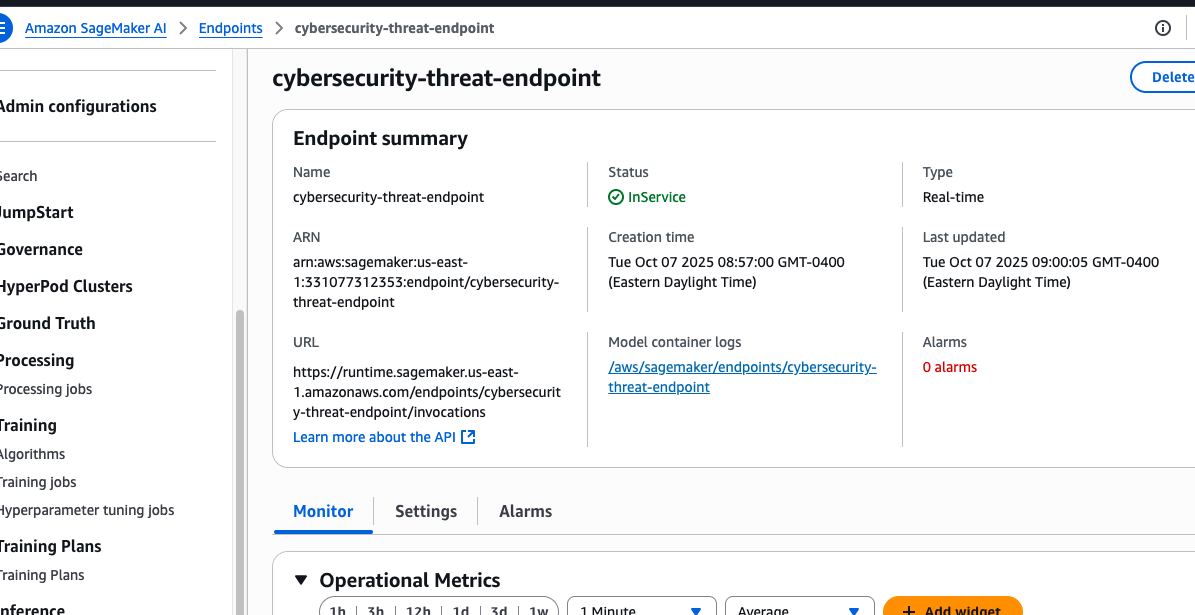 Amazon SageMaker AI > Endpoints > cybersecurity-threat-endpoint
cybersecurity-threat-endpoint
Delete
Admin configurations
Search
JumpStart
Governance
HyperPod Clusters
Ground Truth
Processing
Processing jobs
Training
Algorithms
Training jobs
Hyperparameter tuning jobs
Training Plans
Training Plans
Inference
Endpoint summary
Name
cybersecurity-threat-endpoint
Status
InService
Type
Real-time
ARN
arn:aws:sagemaker:us-east-
1:331077312353:endpoint/cybersecurity-
threat-endpoint
Creation time
Tue Oct 07 2025 08:57:00 GMT-0400
(Eastern Daylight Time)
Last updated
Tue Oct 07 2025 09:00:05 GMT-0400
(Eastern Daylight Time)
URL
https://runtime.sagemaker.us-east-
1.amazonaws.com/endpoints/cybersecurit
y-threat-endpoint/invocations
Learn more about the API
Model container logs
/aws/sagemaker/endpoints/cybersecurity-
threat-endpoint
Alarms
0 alarms
Monitor
Settings
Alarms
Operational Metrics
1h 3h 12h 1d 3d 1w
1 Minute
Average
+ Add widget